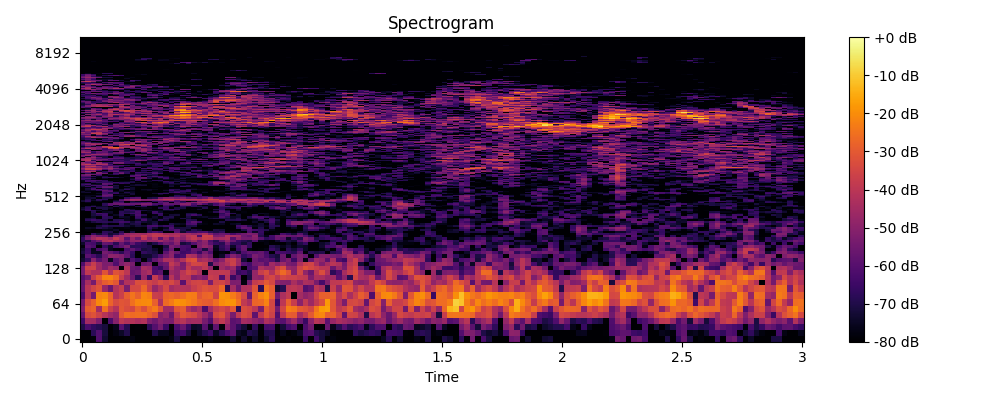 Spectrogram
8192
4096
2048
1024
512
256
128
64
0
Hz
0
0.5
1
1.5
2
2.5
3
Time
+0 dB
-10 dB
-20 dB
-30 dB
-40 dB
-50 dB
-60 dB
-70 dB
-80 dB